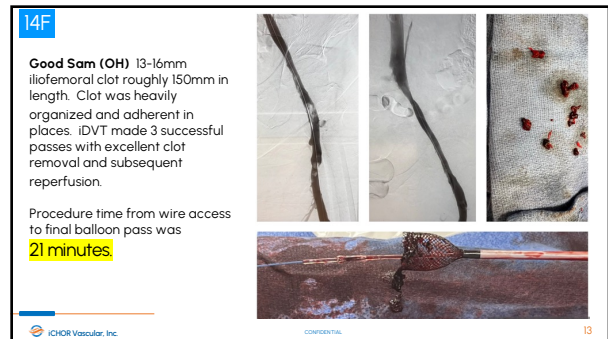 14F
Good Sam (OH) 13-16mm
iliofemoral clot roughly 150mm in
length. Clot was heavily
organized and adherent in
places. iDVT made 3 successful
passes with excellent clot
removal and subsequent
reperfusion.
Procedure time from wire access
to final balloon pass was
21 minutes.
iCHOR Vascular, Inc.
CONFIDENTIAL
13